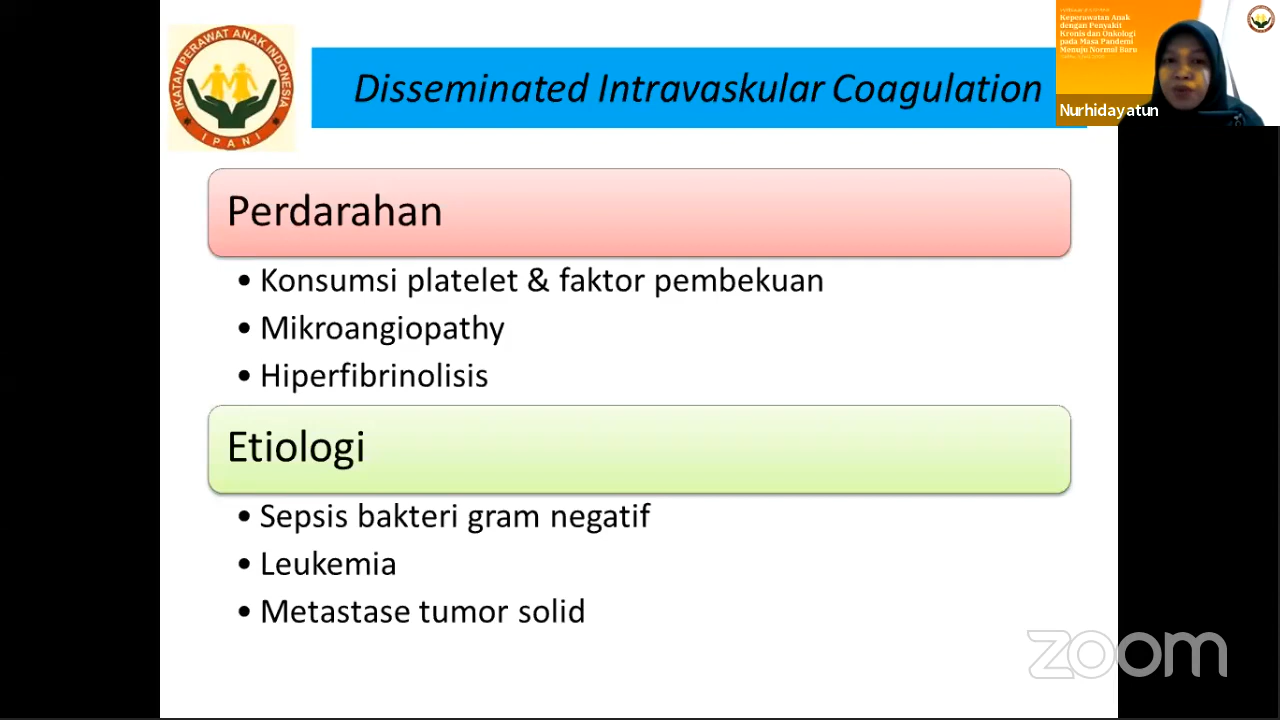 IKATAN PERAWAT ANAK INDONESIA
IPANI
Disseminated Intravaskular Coagulation
Keperawatan Anak
dengan Penyakit
Kronis dan Onkologi
pada Masa Pandemi
Menuju Normal Baru
Nurhidayatun
Perdarahan
• Konsumsi platelet & faktor pembekuan
• Mikroangiopathy
• Hiperfibrinolisis
Etiologi
• Sepsis bakteri gram negatif
• Leukemia
• Metastase tumor solid
zoom